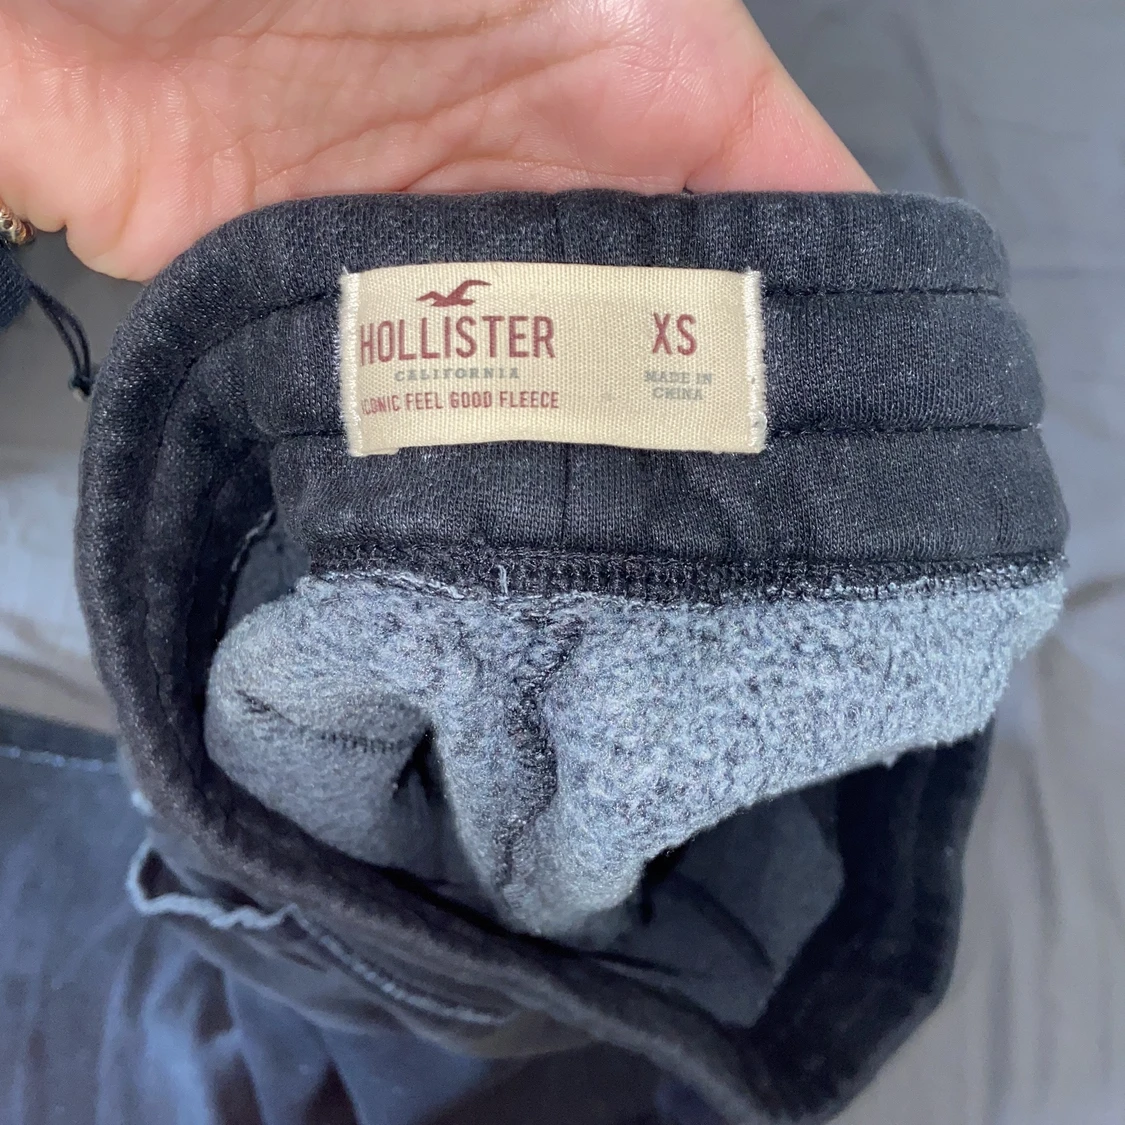 HOLLISTER
CALIFORNIA
ICONIC FEEL GOOD FLEECE
XS
MADE IN
CHINA